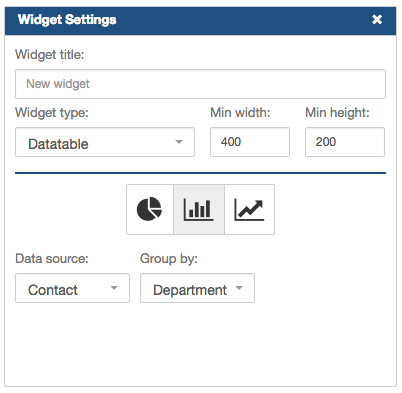 Widget Settings
Widget title:
New widget
Widget type: Min width: Min height:
Datatable 400 200
Data source: Group by:
Contact Department